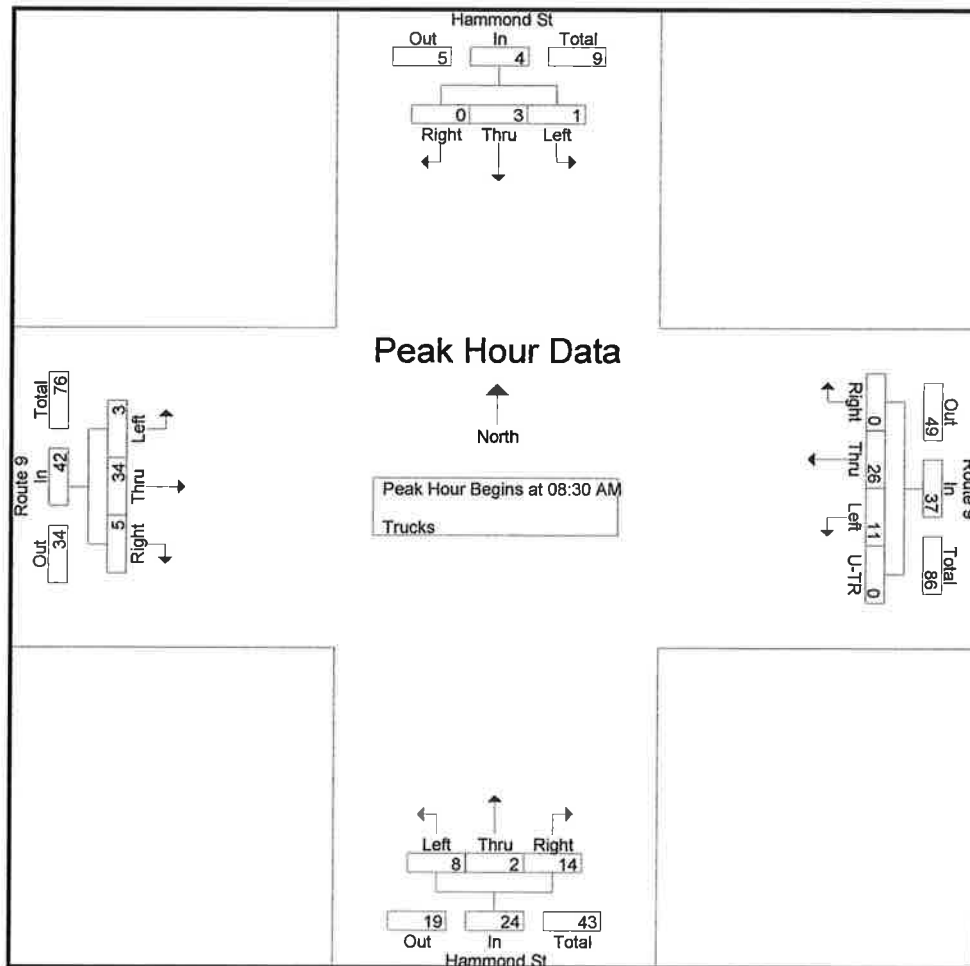 Hammond St
Out In Total
5 4 9
0 3 1
Right Thru Left
Peak Hour Data
North
Peak Hour Begins at 08:30 AM
Trucks
Route 9
Total In Out
76 42 34
3 34 5
Left Thru Right
Right Thru Left U-TR
0 26 11 0
Out In Total
49 37 86
Route 9
Left Thru Right
8 2 14
19 24 43
Out In Total
Hammond St